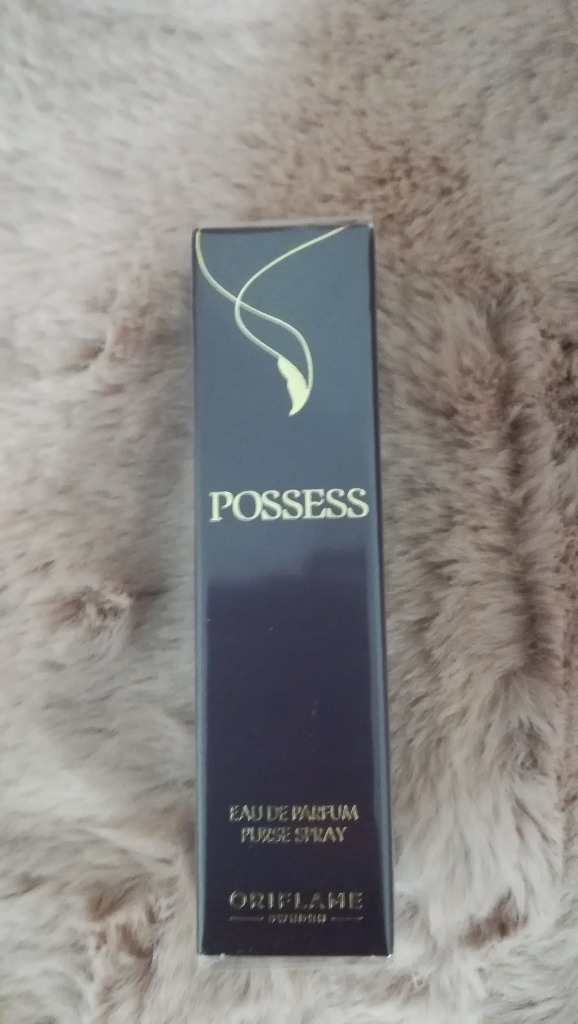 POSSESS
EAU DE PARFUM
PURSE SPRAY
ORIFLAME
SWEDEN